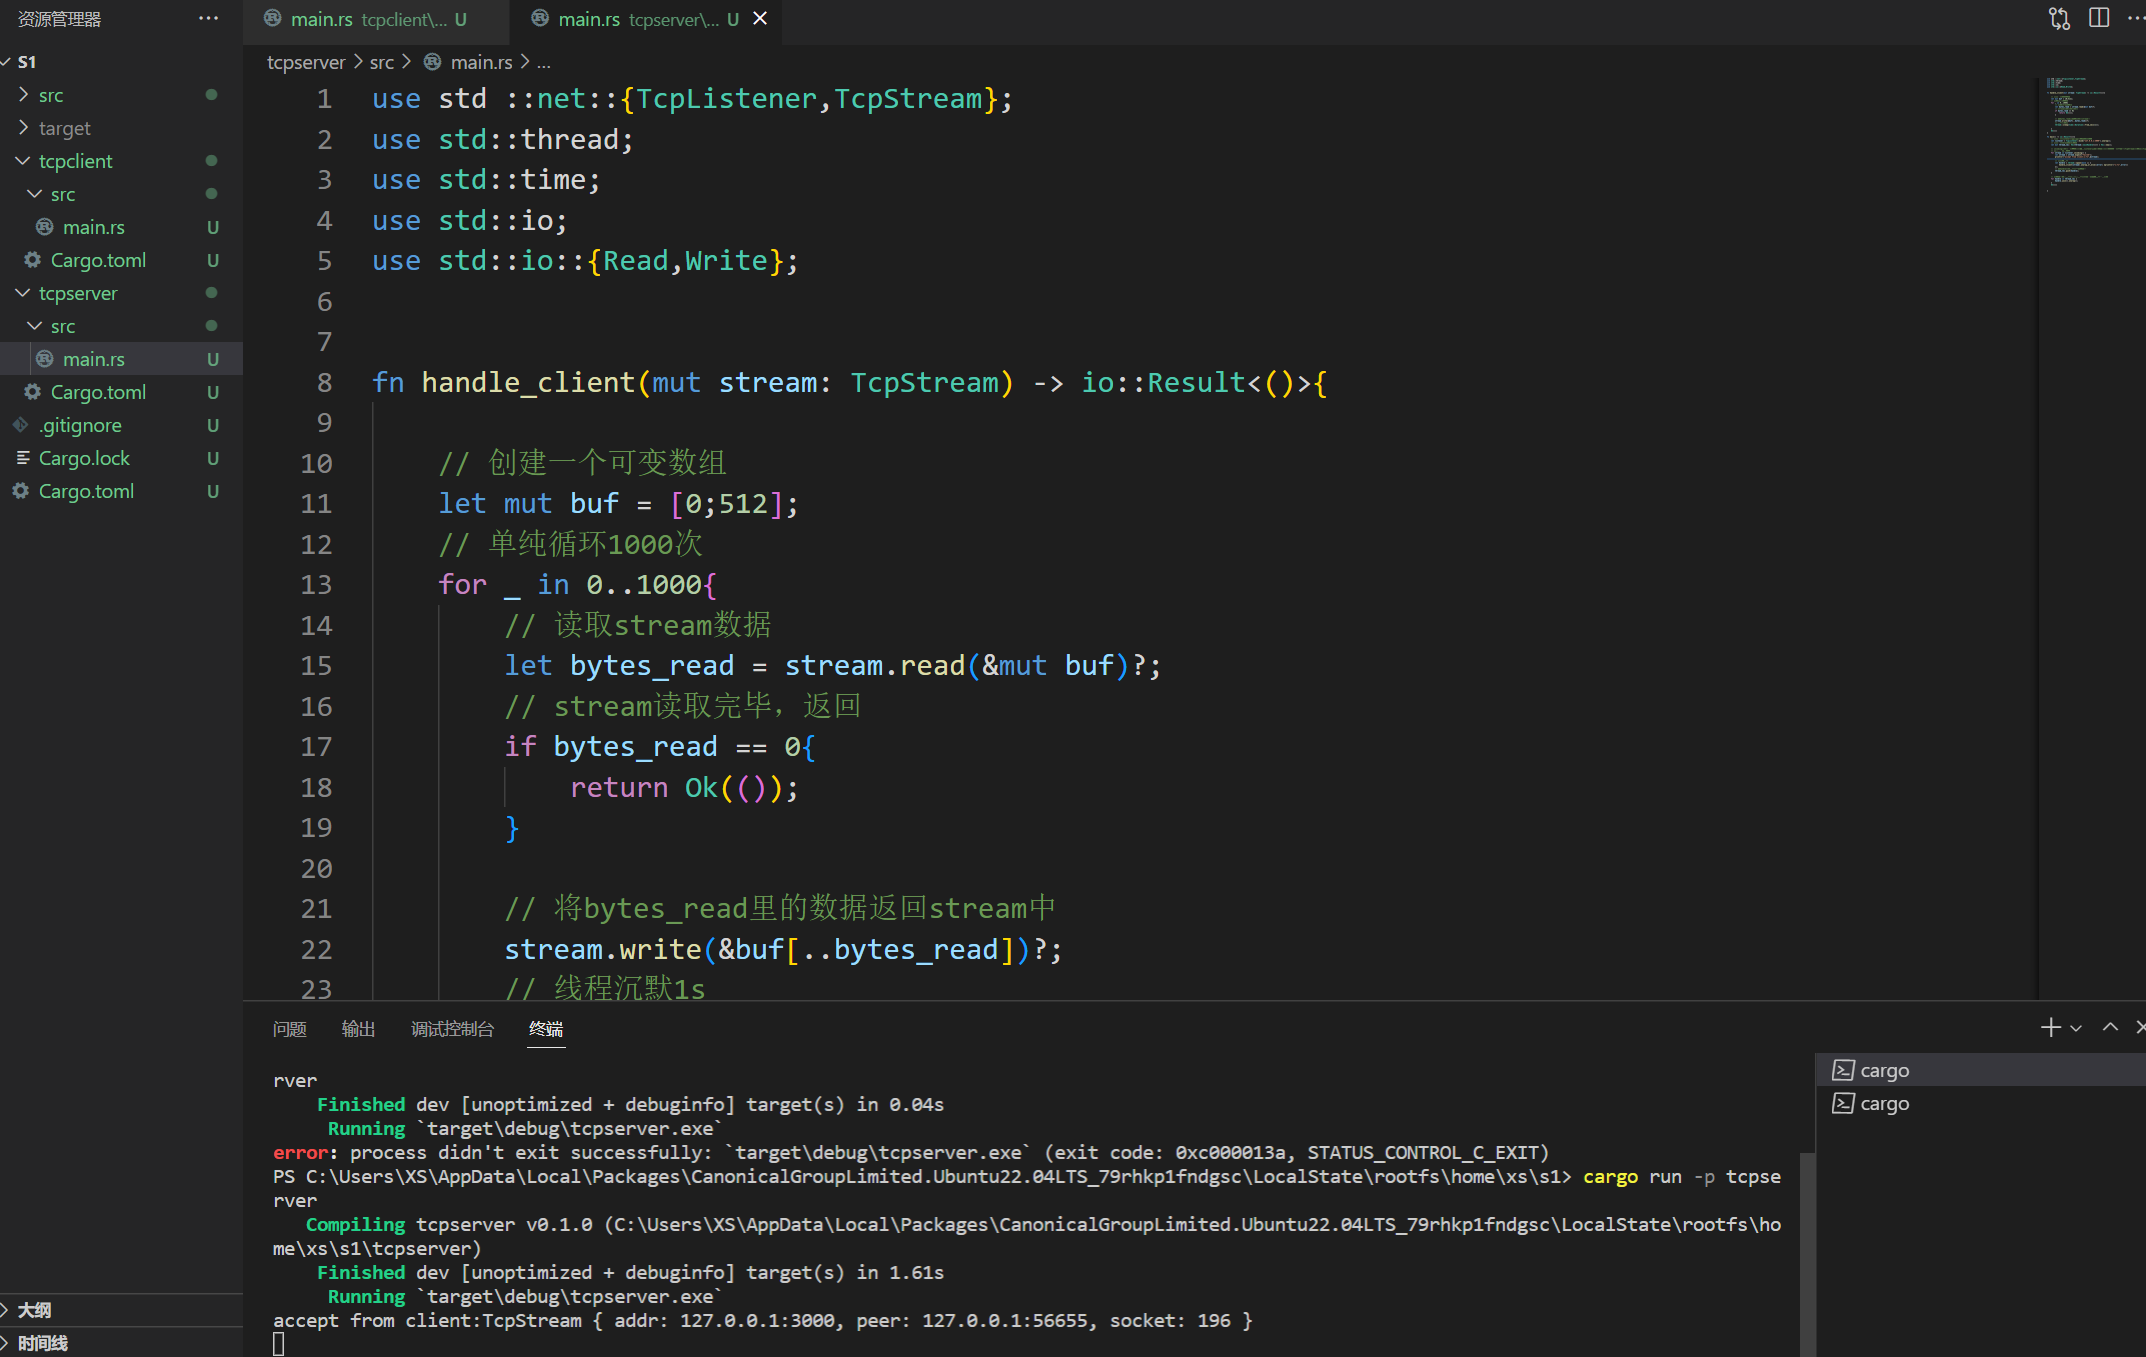 资源管理器
S1
src
target
tcpclient
src
main.rs U
Cargo.toml U
tcpserver
src
main.rs U
Cargo.toml U
.gitignore U
Cargo.lock U
Cargo.toml U
大纲
时间线
main.rs tcpclient\... U
main.rs tcpserver\... U
tcpserver > src > main.rs > ...
1 use std ::net::{TcpListener,TcpStream};
2 use std::thread;
3 use std::time;
4 use std::io;
5 use std::io::{Read,Write};
6
7
8 fn handle_client(mut stream: TcpStream) -> io::Result<()>{
9
10 // 创建一个可变数组
11 let mut buf = [0;512];
12 // 单纯循环1000次
13 for _ in 0..1000{
14 // 读取stream数据
15 let bytes_read = stream.read(&mut buf)?;
16 // stream读取完毕，返回
17 if bytes_read == 0{
18 return Ok(());
19 }
20
21 // 将bytes_read里的数据返回stream中
22 stream.write(&buf[..bytes_read])?;
23 // 线程沉默1s
问题 输出 调试控制台 终端
rver
Finished dev [unoptimized + debuginfo] target(s) in 0.04s
Running `target\debug\tcpserver.exe`
error: process didn't exit successfully: `target\debug\tcpserver.exe` (exit code: 0xc000013a, STATUS_CONTROL_C_EXIT)
PS C:\Users\XS\AppData\Local\Packages\CanonicalGroupLimited.Ubuntu22.04LTS_79rhkp1fndgsc\LocalState\rootfs\home\xs\s1> cargo run -p tcpse
rver
Compiling tcpserver v0.1.0 (C:\Users\XS\AppData\Local\Packages\CanonicalGroupLimited.Ubuntu22.04LTS_79rhkp1fndgsc\LocalState\rootfs\ho
me\xs\s1\tcpserver)
Finished dev [unoptimized + debuginfo] target(s) in 1.61s
Running `target\debug\tcpserver.exe`
accept from client:TcpStream { addr: 127.0.0.1:3000, peer: 127.0.0.1:56655, socket: 196 }
cargo
cargo